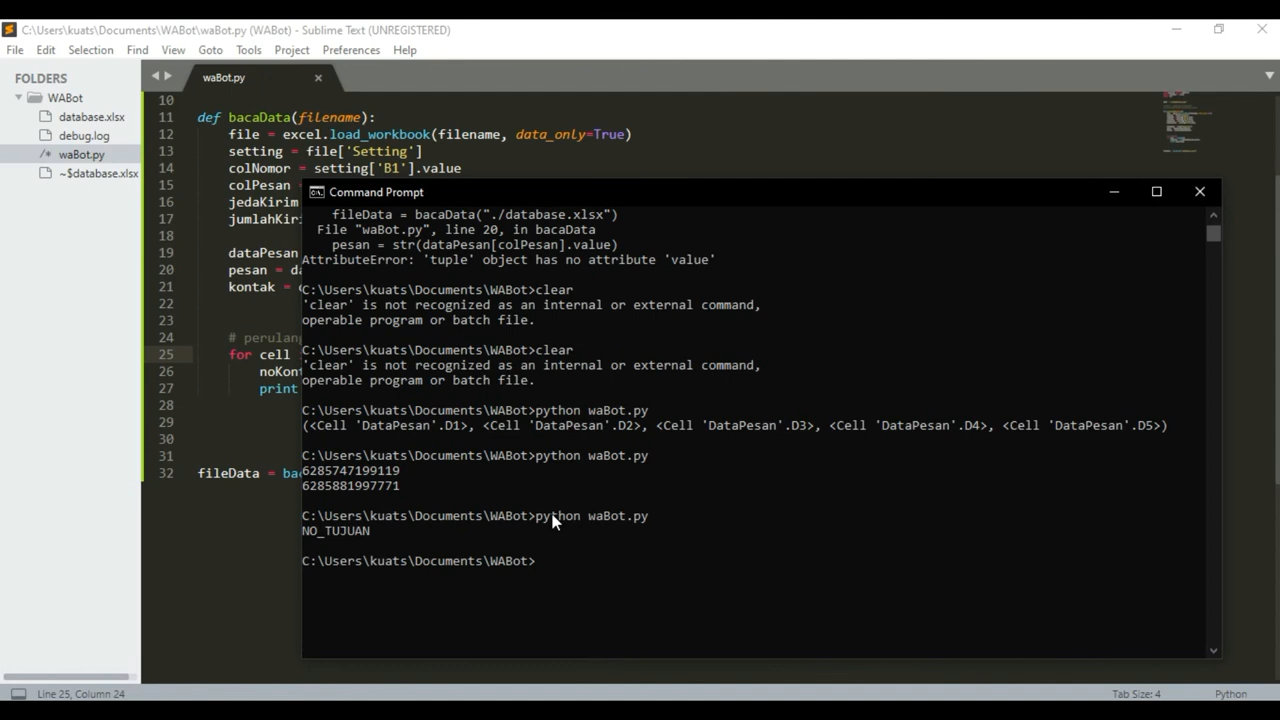 C:\Users\kuats\Documents\WABot\waBot.py (WABot) - Sublime Text (UNREGISTERED)
File Edit Selection Find View Goto Tools Project Preferences Help
FOLDERS
WABot
database.xlsx
debug.log
/* waBot.py
~$database.xlsx
waBot.py
10
11 def bacaData(filename):
12 file = excel.load_workbook(filename, data_only=True)
13 setting = file['Setting']
14 colNomor = setting['B1'].value
15 colPesan =
16 jedaKirim
17 jumlahKiri
18
19 dataPesan
20 pesan = da
21 kontak =
22
23
24 # perulang
25 for cell
26 noKont
27 print
28
29
30
31
32 fileData = bac
Command Prompt
fileData = bacaData("./database.xlsx")
File "waBot.py", line 20, in bacaData
pesan = str(dataPesan[colPesan].value)
AttributeError: 'tuple' object has no attribute 'value'
C:\Users\kuats\Documents\WABot>clear
'clear' is not recognized as an internal or external command,
operable program or batch file.
C:\Users\kuats\Documents\WABot>clear
'clear' is not recognized as an internal or external command,
operable program or batch file.
C:\Users\kuats\Documents\WABot>python waBot.py
(<Cell 'DataPesan'.D1>, <Cell 'DataPesan'.D2>, <Cell 'DataPesan'.D3>, <Cell 'DataPesan'.D4>, <Cell 'DataPesan'.D5>)
C:\Users\kuats\Documents\WABot>python waBot.py
6285747199119
6285881997771
C:\Users\kuats\Documents\WABot>python waBot.py
NO_TUJUAN
C:\Users\kuats\Documents\WABot>
Line 25, Column 24
Tab Size: 4
Python